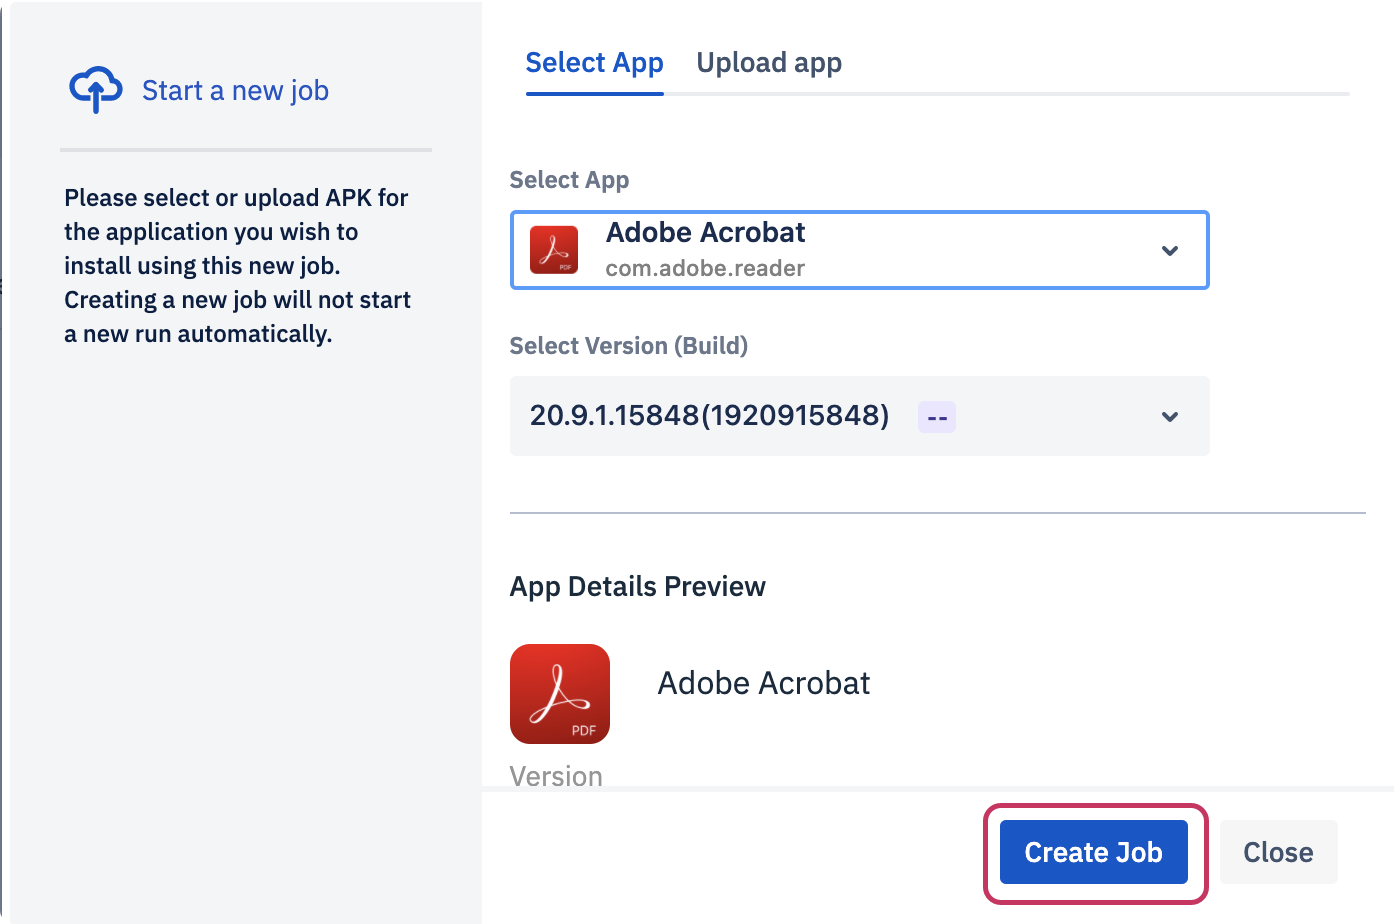 Start a new job
Please select or upload APK for
the application you wish to
install using this new job.
Creating a new job will not start
a new run automatically.
Select App
Upload app
Select App
Adobe Acrobat
com.adobe.reader
PDF
Select Version (Build)
20.9.1.15848(1920915848) --
App Details Preview
Adobe Acrobat
PDF
Version
Create Job
Close